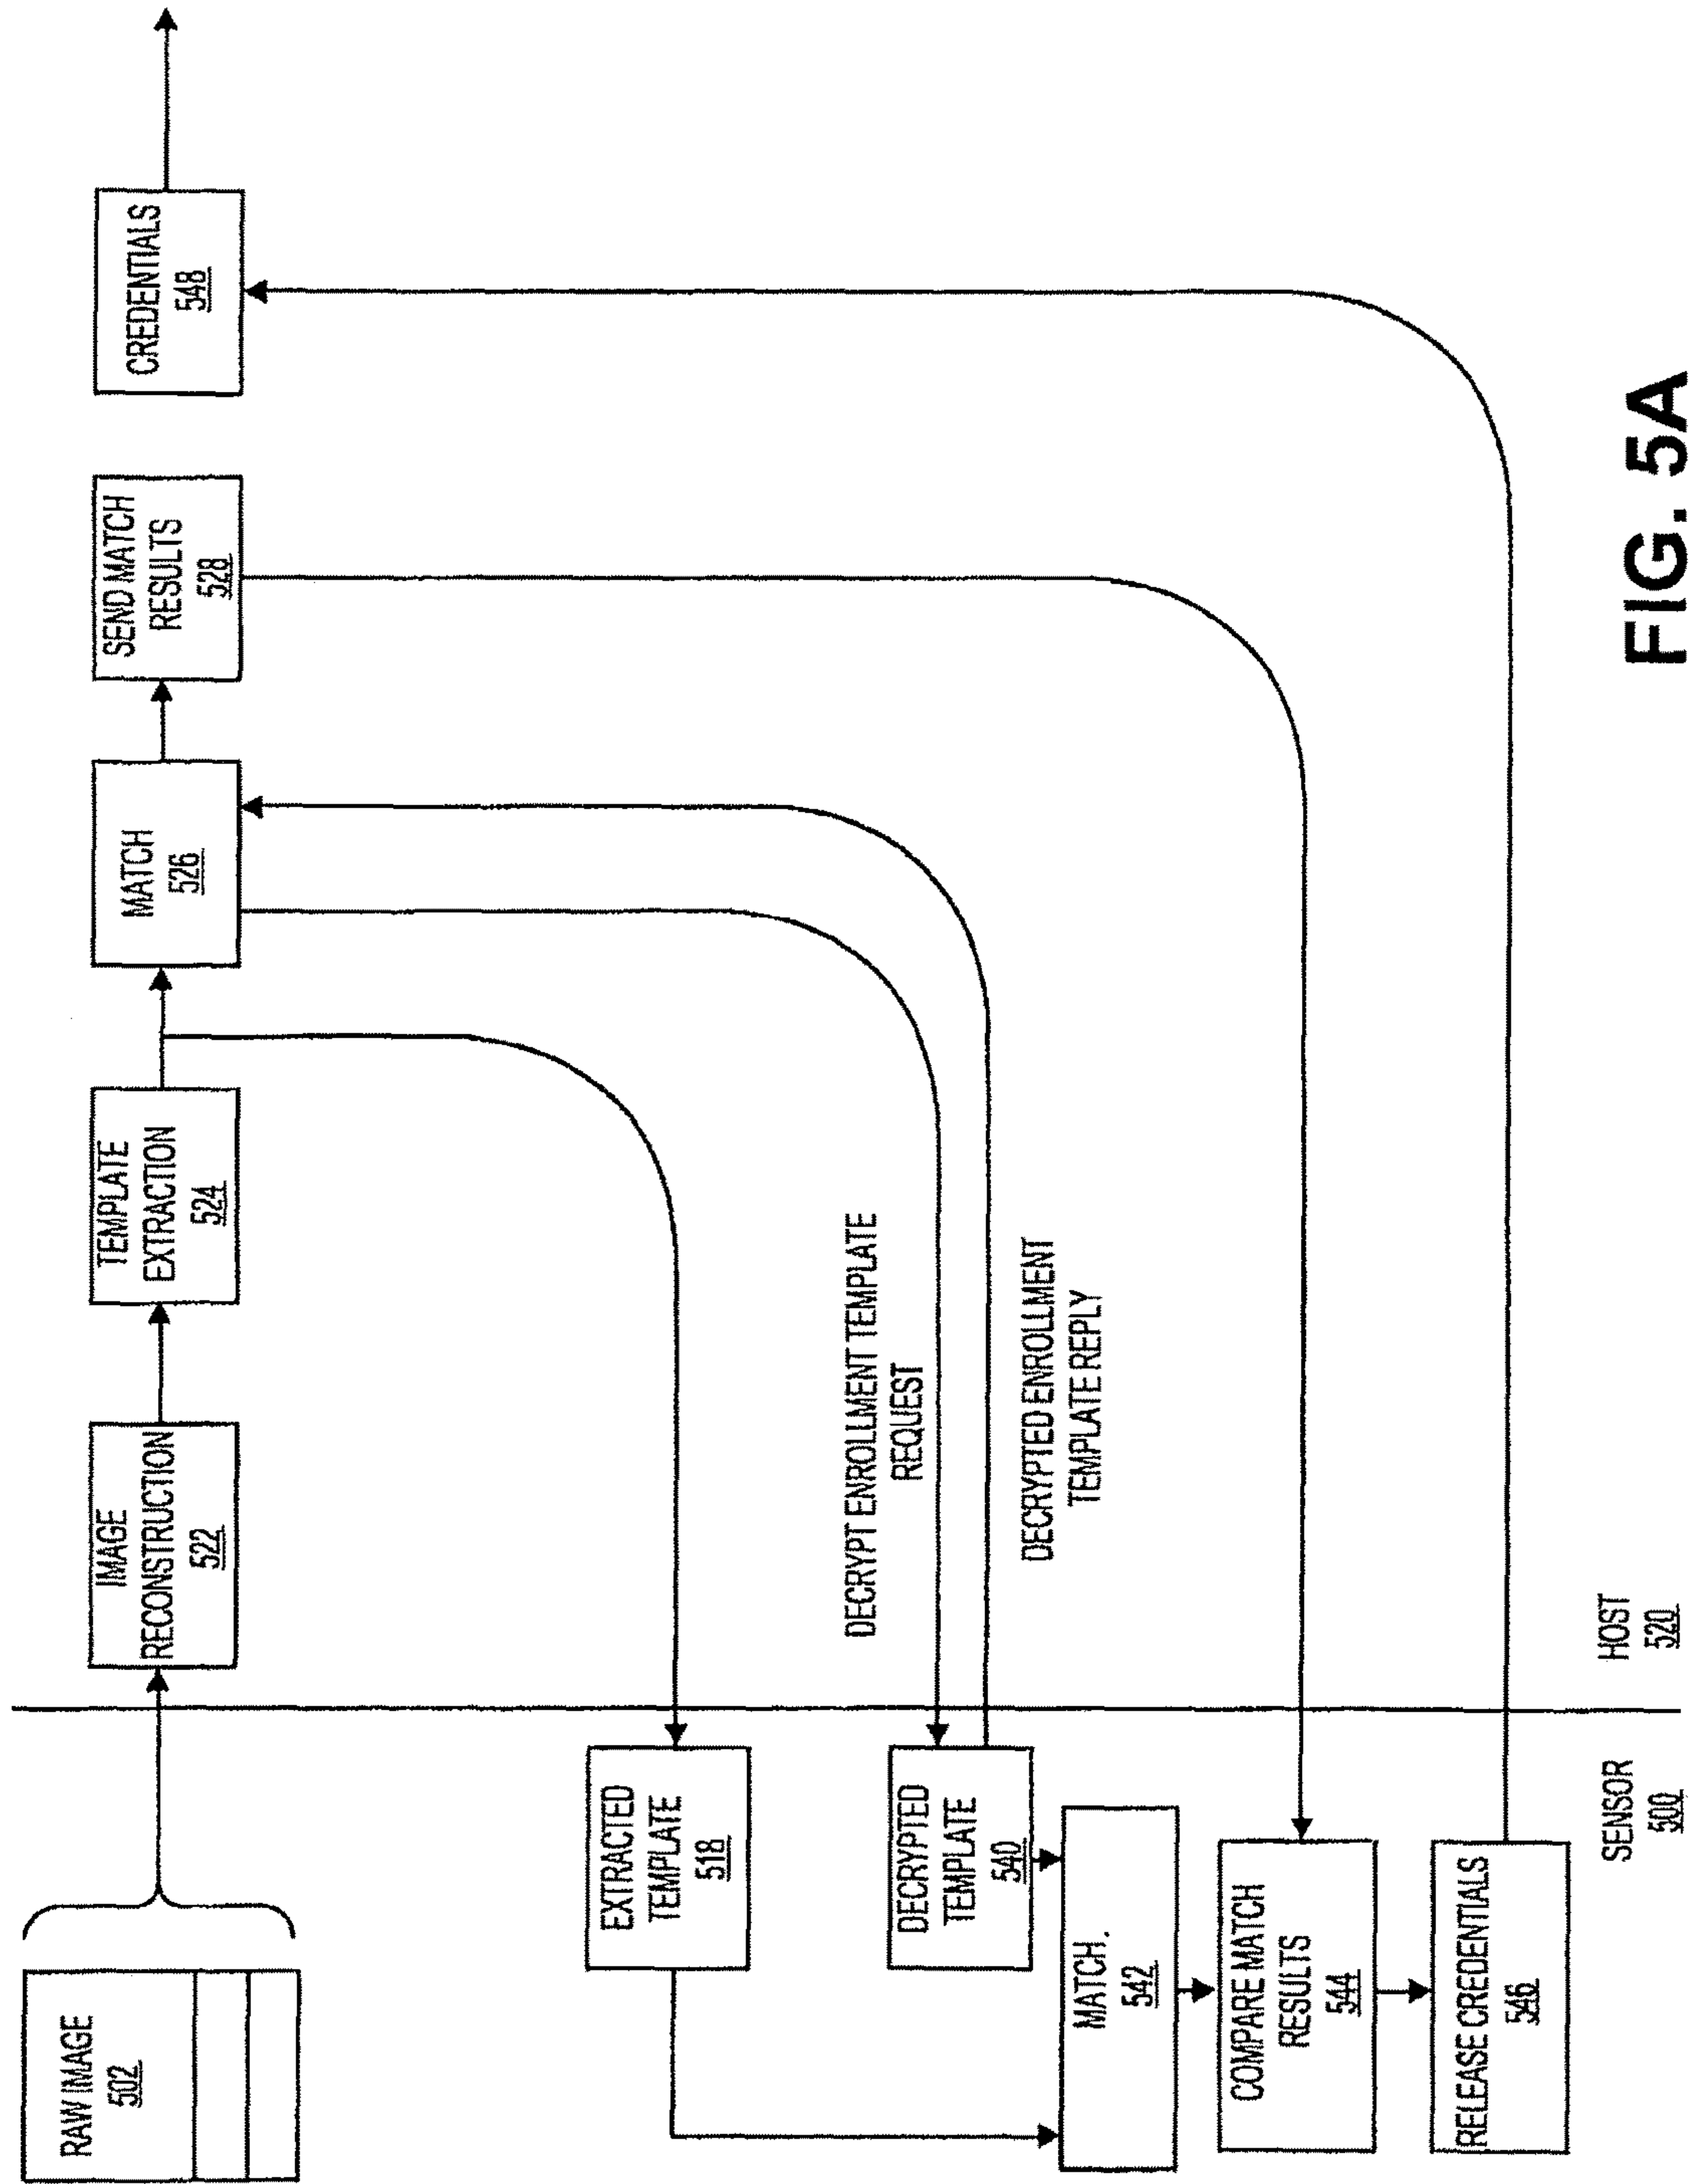 RAW IMAGE
502
IMAGE
RECONSTRUCTION
522
TEMPLATE
EXTRACTION
524
MATCH
526
SEND MATCH
RESULTS
528
CREDENTIALS
548
EXTRACTED
TEMPLATE
518
DECRYPT ENROLLMENT TEMPLATE
REQUEST
DECRYPTED
TEMPLATE
540
DECRYPTED ENROLLMENT
TEMPLATE REPLY
MATCH.
542
COMPARE MATCH
RESULTS
544
RELEASE CREDENTIALS
546
SENSOR
500
HOST
520
FIG. 5A